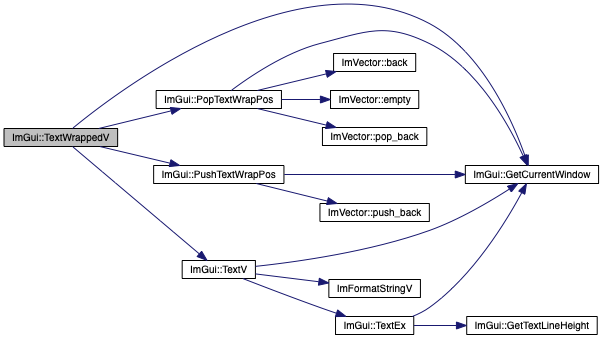 ImGui::TextWrappedV
ImGui::PopTextWrapPos
ImVector::back
ImVector::empty
ImVector::pop_back
ImGui::PushTextWrapPos
ImGui::GetCurrentWindow
ImVector::push_back
ImGui::TextV
ImFormatStringV
ImGui::TextEx
ImGui::GetTextLineHeight